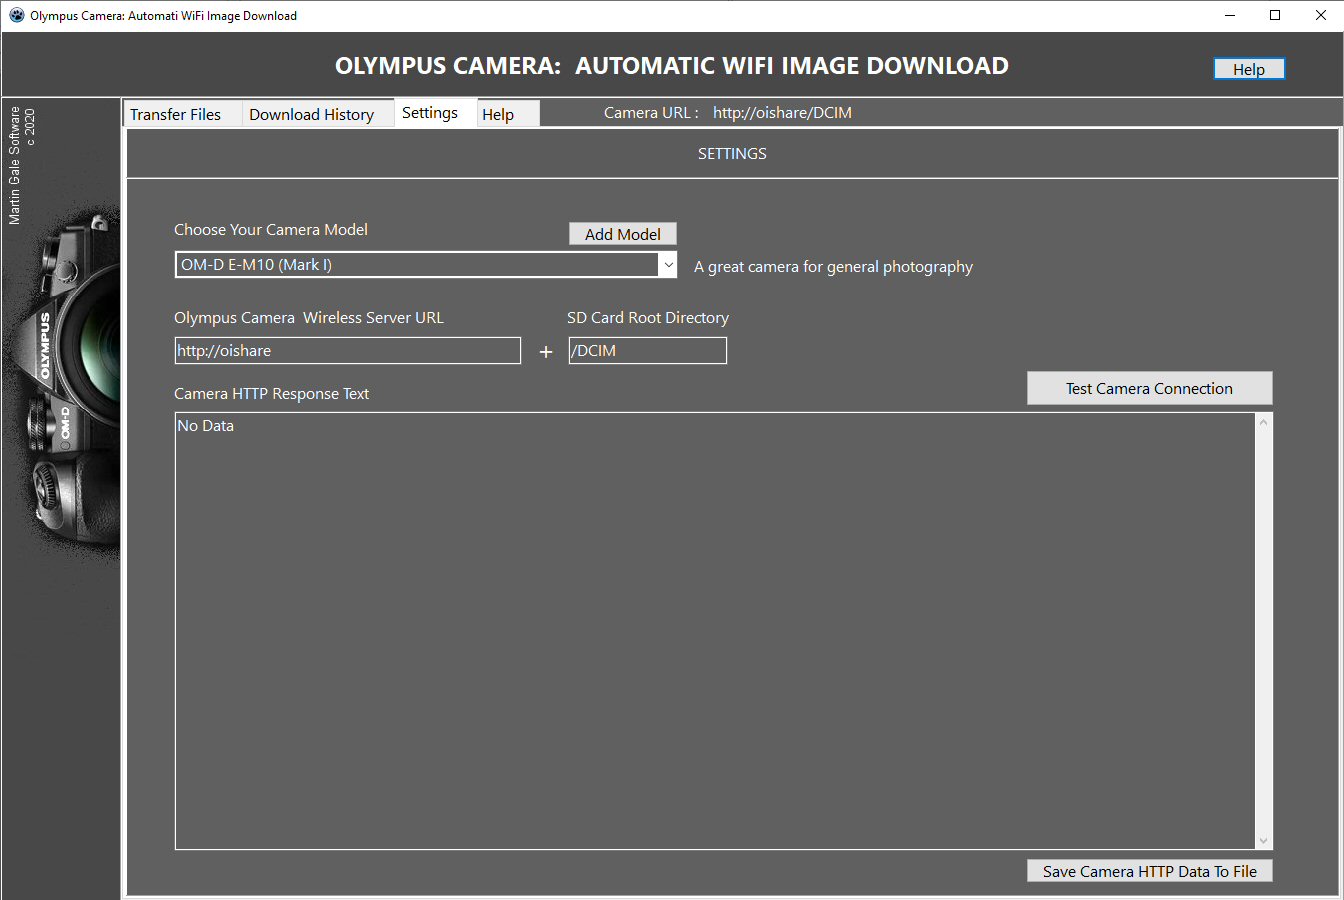 Olympus Camera: Automati WiFi Image Download
OLYMPUS CAMERA:  AUTOMATIC WIFI IMAGE DOWNLOAD
Help
Martin Gale Software
c 2020
Transfer Files
Download History
Settings
Help
Camera URL :
http://oishare/DCIM
SETTINGS
Choose Your Camera Model
Add Model
OM-D E-M10 (Mark I)
A great camera for general photography
Olympus Camera  Wireless Server URL
SD Card Root Directory
http://oishare
+
/DCIM
Camera HTTP Response Text
Test Camera Connection
No Data
OLYMPUS
OM-D
Save Camera HTTP Data To File